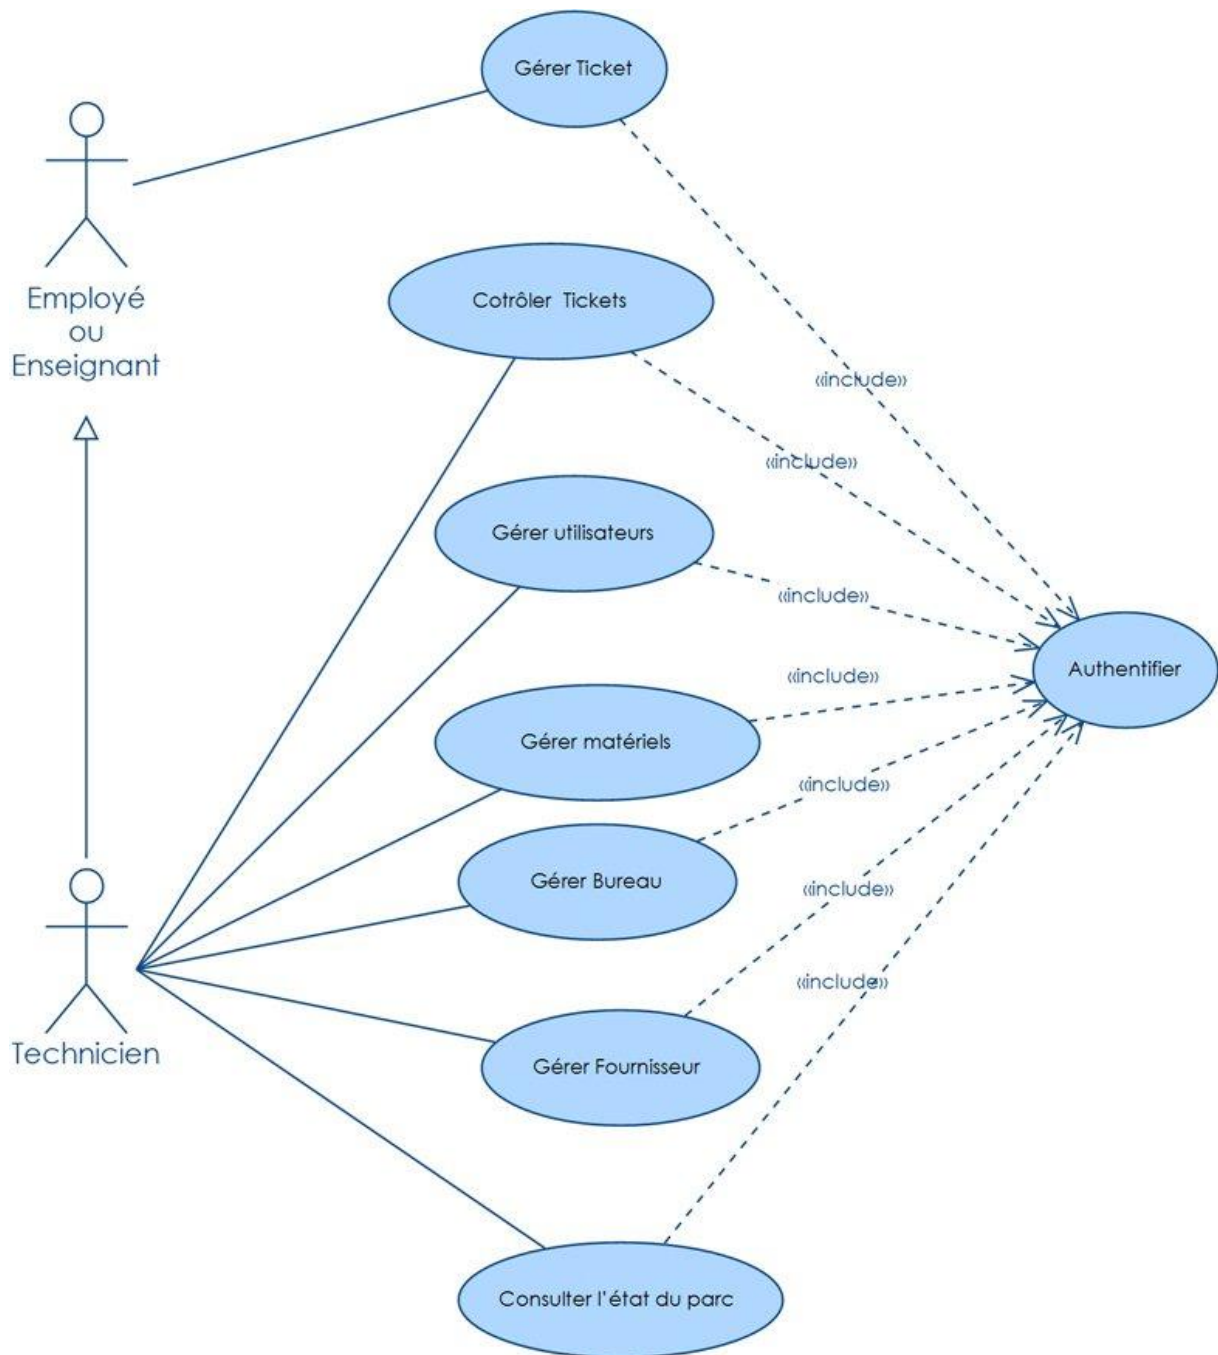 Gérer Ticket
Employé
ou
Enseignant
Cotrôler Tickets
«include»
«include»
Gérer utilisateurs
«include»
Authentifier
«include»
Gérer matériels
«include»
Gérer Bureau
«include»
«include»
Technicien
Gérer Fournisseur
Consulter l'état du parc